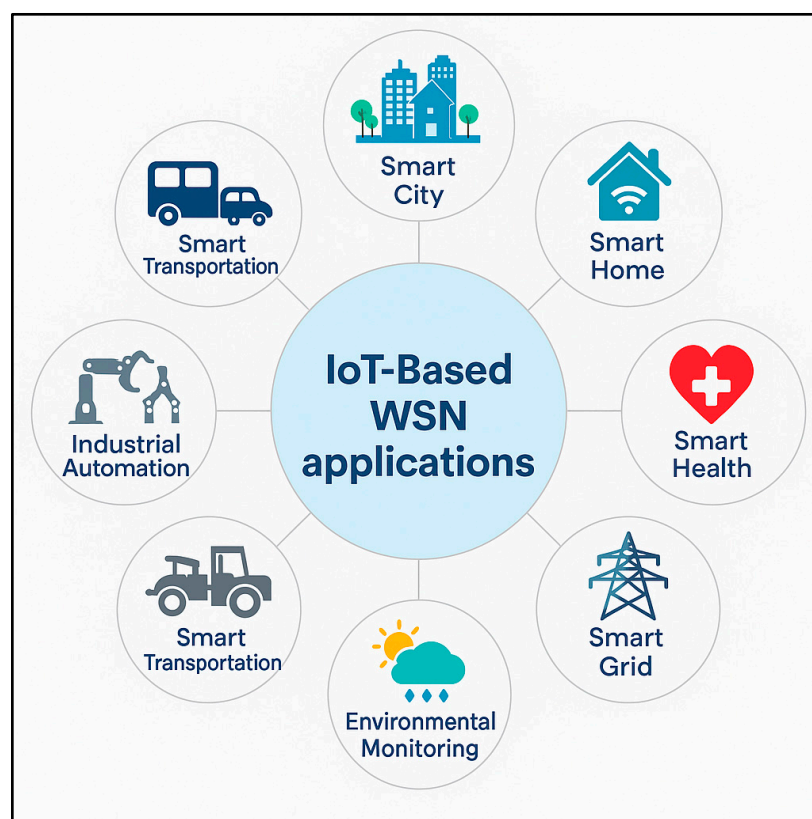 Smart
City
Smart
Transportation
Smart
Home
IoT-Based
WSN
applications
Industrial
Automation
Smart
Health
Smart
Transportation
Smart
Grid
Environmental
Monitoring